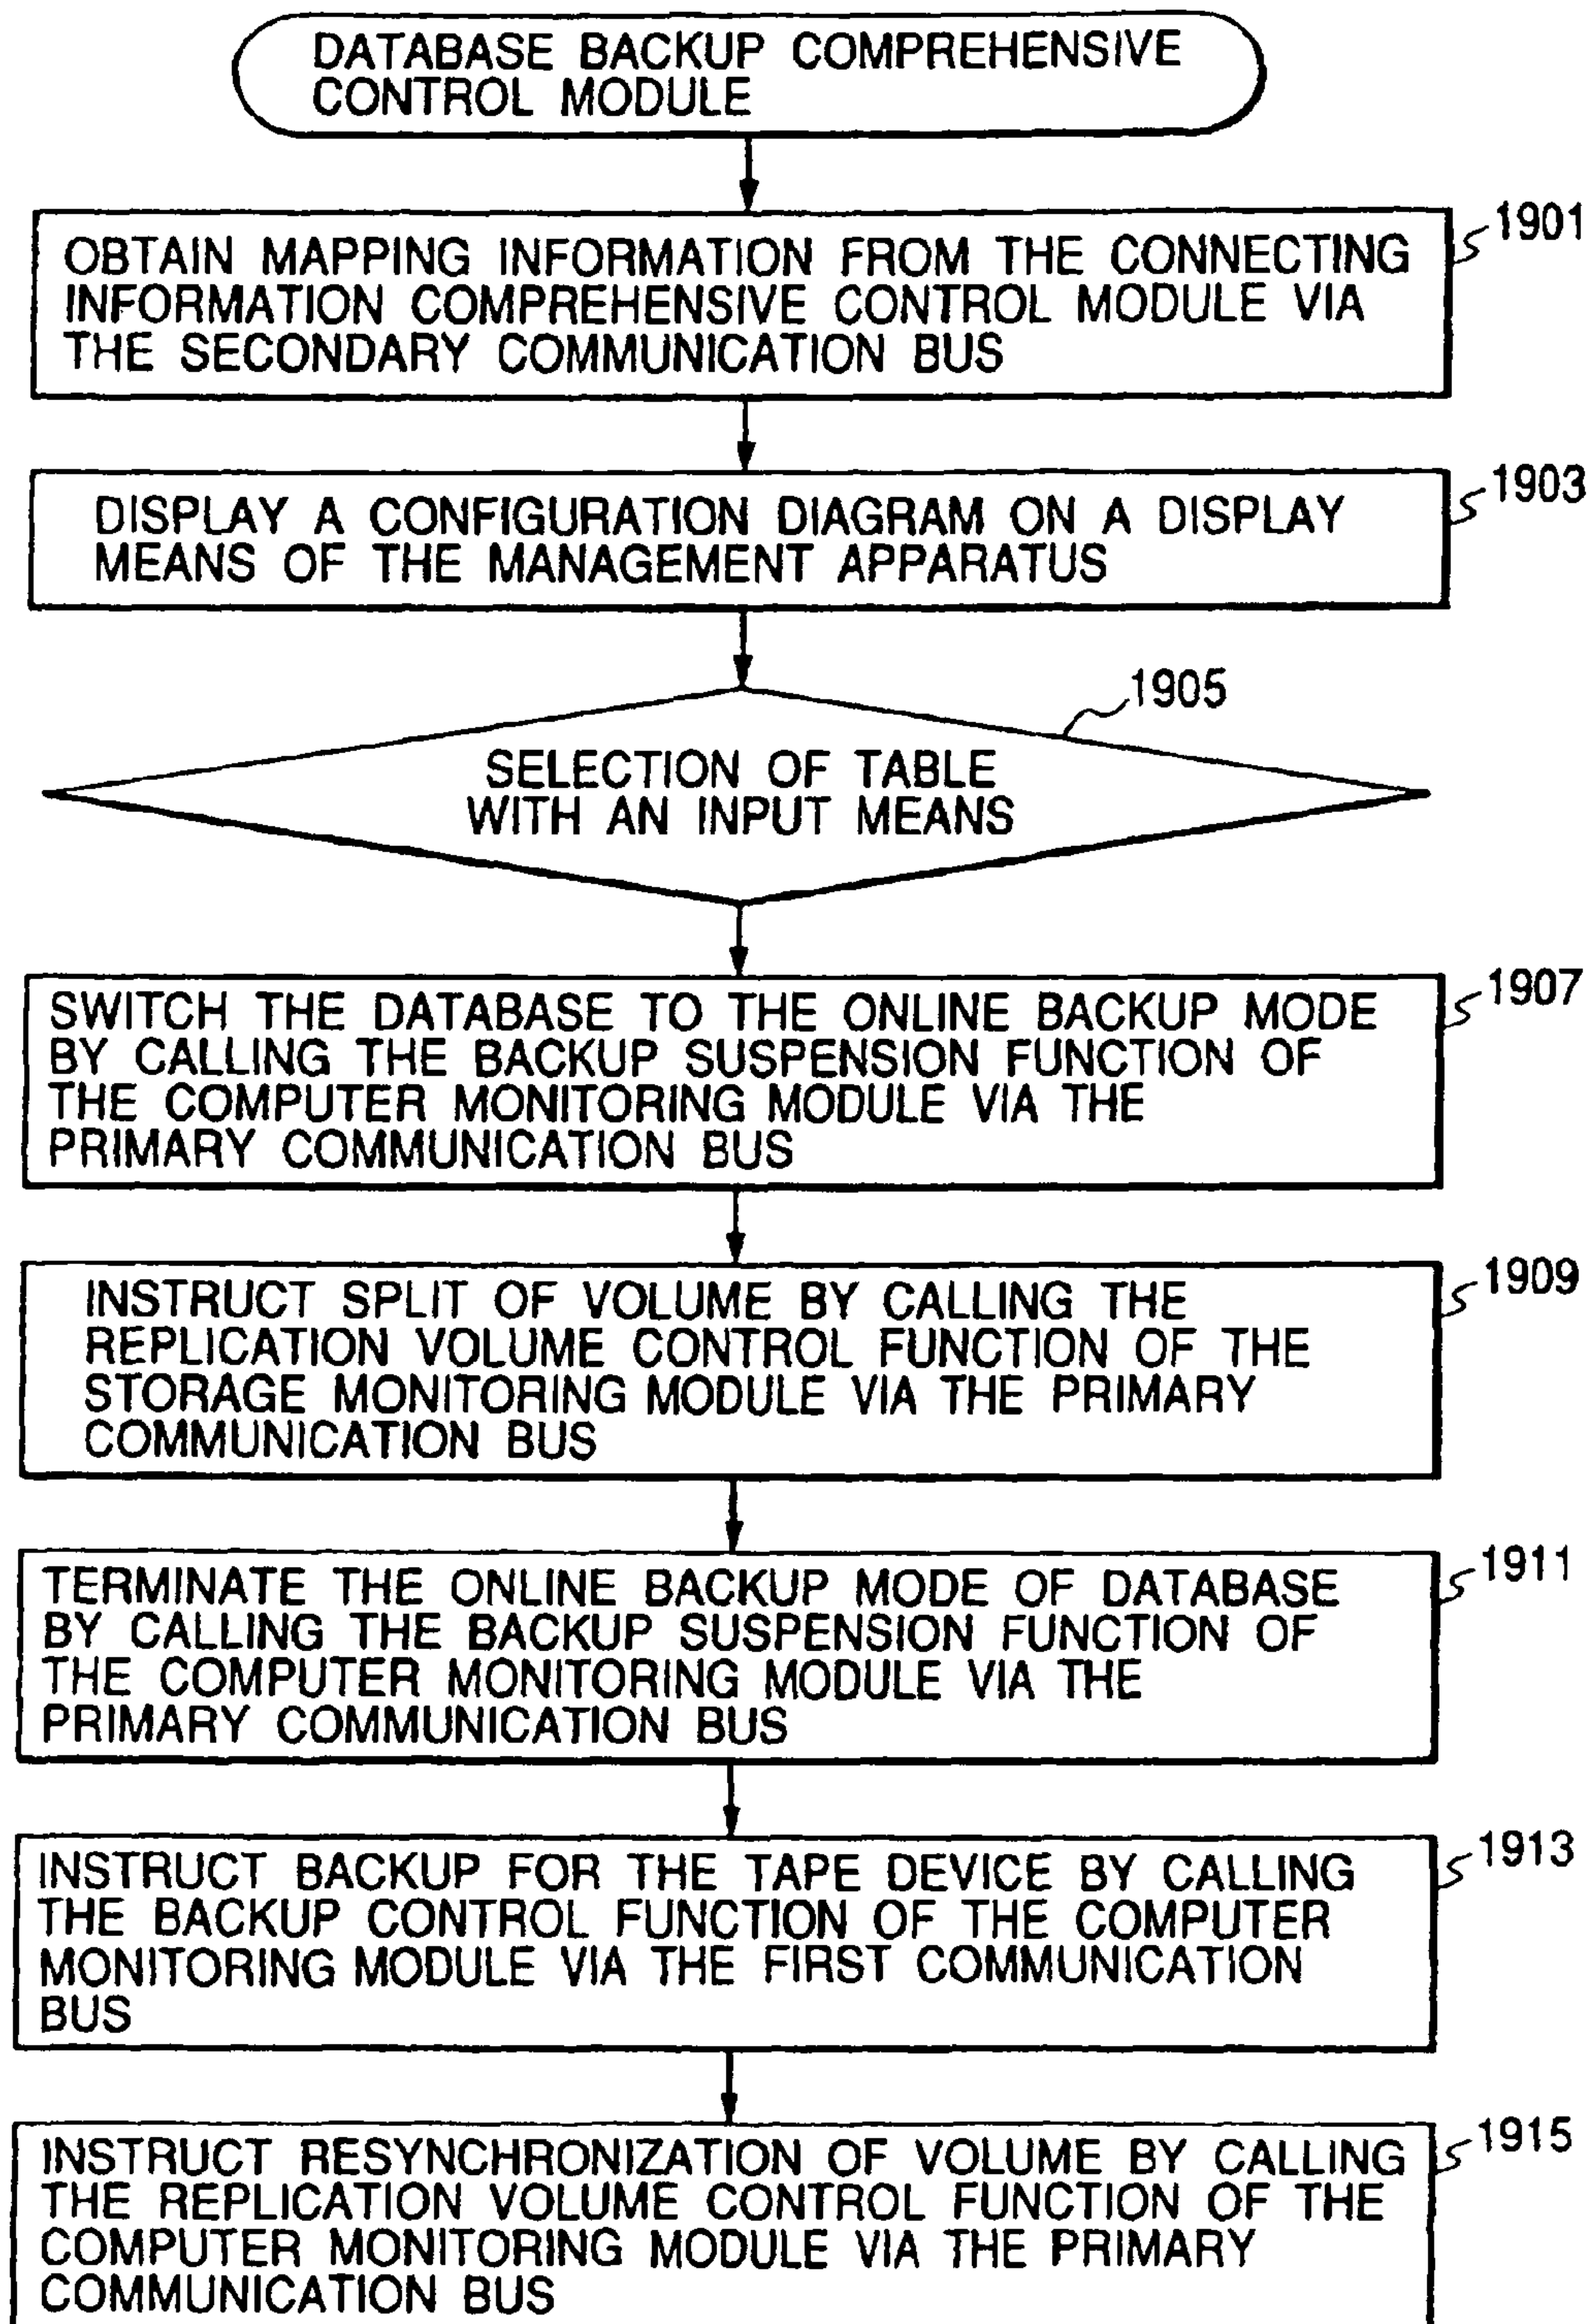 DATABASE BACKUP COMPREHENSIVE
CONTROL MODULE
1901
OBTAIN MAPPING INFORMATION FROM THE CONNECTING
INFORMATION COMPREHENSIVE CONTROL MODULE VIA
THE SECONDARY COMMUNICATION BUS
1903
DISPLAY A CONFIGURATION DIAGRAM ON A DISPLAY
MEANS OF THE MANAGEMENT APPARATUS
1905
SELECTION OF TABLE
WITH AN INPUT MEANS
1907
SWITCH THE DATABASE TO THE ONLINE BACKUP MODE
BY CALLING THE BACKUP SUSPENSION FUNCTION OF
THE COMPUTER MONITORING MODULE VIA THE
PRIMARY COMMUNICATION BUS
1909
INSTRUCT SPLIT OF VOLUME BY CALLING THE
REPLICATION VOLUME CONTROL FUNCTION OF THE
STORAGE MONITORING MODULE VIA THE PRIMARY
COMMUNICATION BUS
1911
TERMINATE THE ONLINE BACKUP MODE OF DATABASE
BY CALLING THE BACKUP SUSPENSION FUNCTION OF
THE COMPUTER MONITORING MODULE VIA THE
PRIMARY COMMUNICATION BUS
1913
INSTRUCT BACKUP FOR THE TAPE DEVICE BY CALLING
THE BACKUP CONTROL FUNCTION OF THE COMPUTER
MONITORING MODULE VIA THE FIRST COMMUNICATION
BUS
1915
INSTRUCT RESYNCHRONIZATION OF VOLUME BY CALLING
THE REPLICATION VOLUME CONTROL FUNCTION OF THE
COMPUTER MONITORING MODULE VIA THE PRIMARY
COMMUNICATION BUS